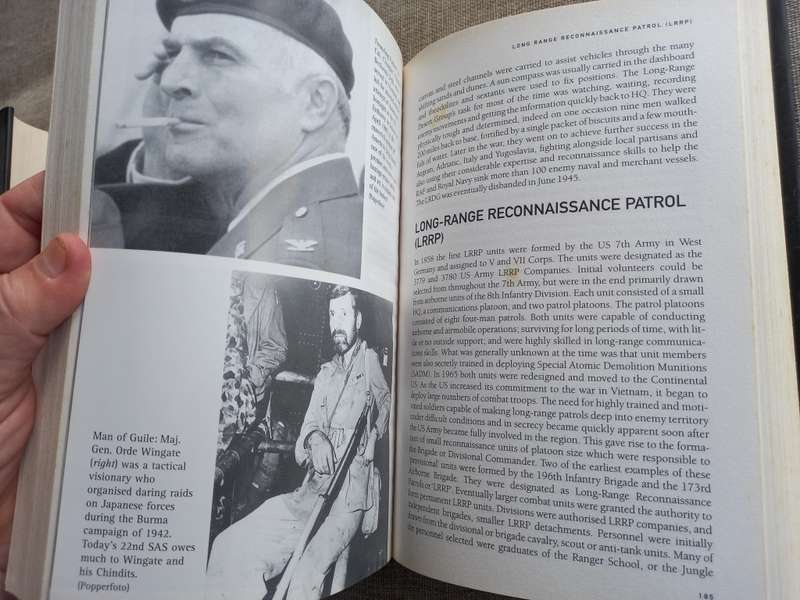 Man of Guile: Maj.
Gen. Orde Wingate
(right) was a tactical
visionary who
organised daring raids
on Japanese forces
during the Burma
campaign of 1942.
Today's 22nd SAS owes
much to Wingate and
his Chindits.
(Popperfoto)
LONG RANGE RECONNAISSANCE PATROL (LRRP)
canvas and steel channels were carried to assist vehicles through the many
shifting sands and dunes. A sun compass was usually carried in the dashboard
and theodolites and sextants were used to fix positions. The Long-Range
Desert Group's task for most of the time was watching, waiting, recording
enemy movements and getting the information quickly back to HQ. They were
physically tough and determined, indeed on one occasion nine men walked
200 miles back to base, fortified by a single packet of biscuits and a few mouth-
fuls of water. Later in the war, they went on to achieve further success in the
Aegean, Adriatic, Italy and Yugoslavia, fighting alongside local partisans and
also using their considerable expertise and reconnaissance skills to help the
RAF and Royal Navy sink more than 100 enemy naval and merchant vessels.
The LRDG was eventually disbanded in June 1945.
LONG-RANGE RECONNAISSANCE PATROL
(LRRP)
In 1958 the first LRRP units were formed by the US 7th Army in West
Germany and assigned to V and VII Corps. The units were designated as the
3779 and 3780 US Army LRRP Companies. Initial volunteers could be
selected from throughout the 7th Army, but were in the end primarily drawn
from airborne units of the 8th Infantry Division. Each unit consisted of a small
HQ, a communications platoon, and two patrol platoons. The patrol platoons
consisted of eight four-man patrols. Both units were capable of conducting
airborne and airmobile operations; surviving for long periods of time, with lit-
tle or no outside support; and were highly skilled in long-range communica-
tions skills. What was generally unknown at the time was that unit members
were also secretly trained in deploying Special Atomic Demolition Munitions
(SADM). In 1965 both units were redesigned and moved to the Continental
US. As the US increased its commitment to the war in Vietnam, it began to
deploy large numbers of combat troops. The need for highly trained and moti-
vated soldiers capable of making long-range patrols deep into enemy territory
under difficult conditions and in secrecy became quickly apparent soon after
the US Army became fully involved in the region. This gave rise to the forma-
tion of small reconnaissance units of platoon size which were responsible to
the Brigade or Divisional Commander. Two of the earliest examples of these
'provisional' units were formed by the 196th Infantry Brigade and the 173rd
Airborne Brigade. They were designated as Long-Range Reconnaissance
Patrols or 'LRRP'. Eventually larger combat units were granted the authority to
form permanent LRRP units. Divisions were authorised LRRP companies, and
independent brigades, smaller LRRP detachments. Personnel were initially
drawn from the divisional or brigade cavalry, scout or anti-tank units. Many of
the personnel selected were graduates of the Ranger School, or the Jungle
185